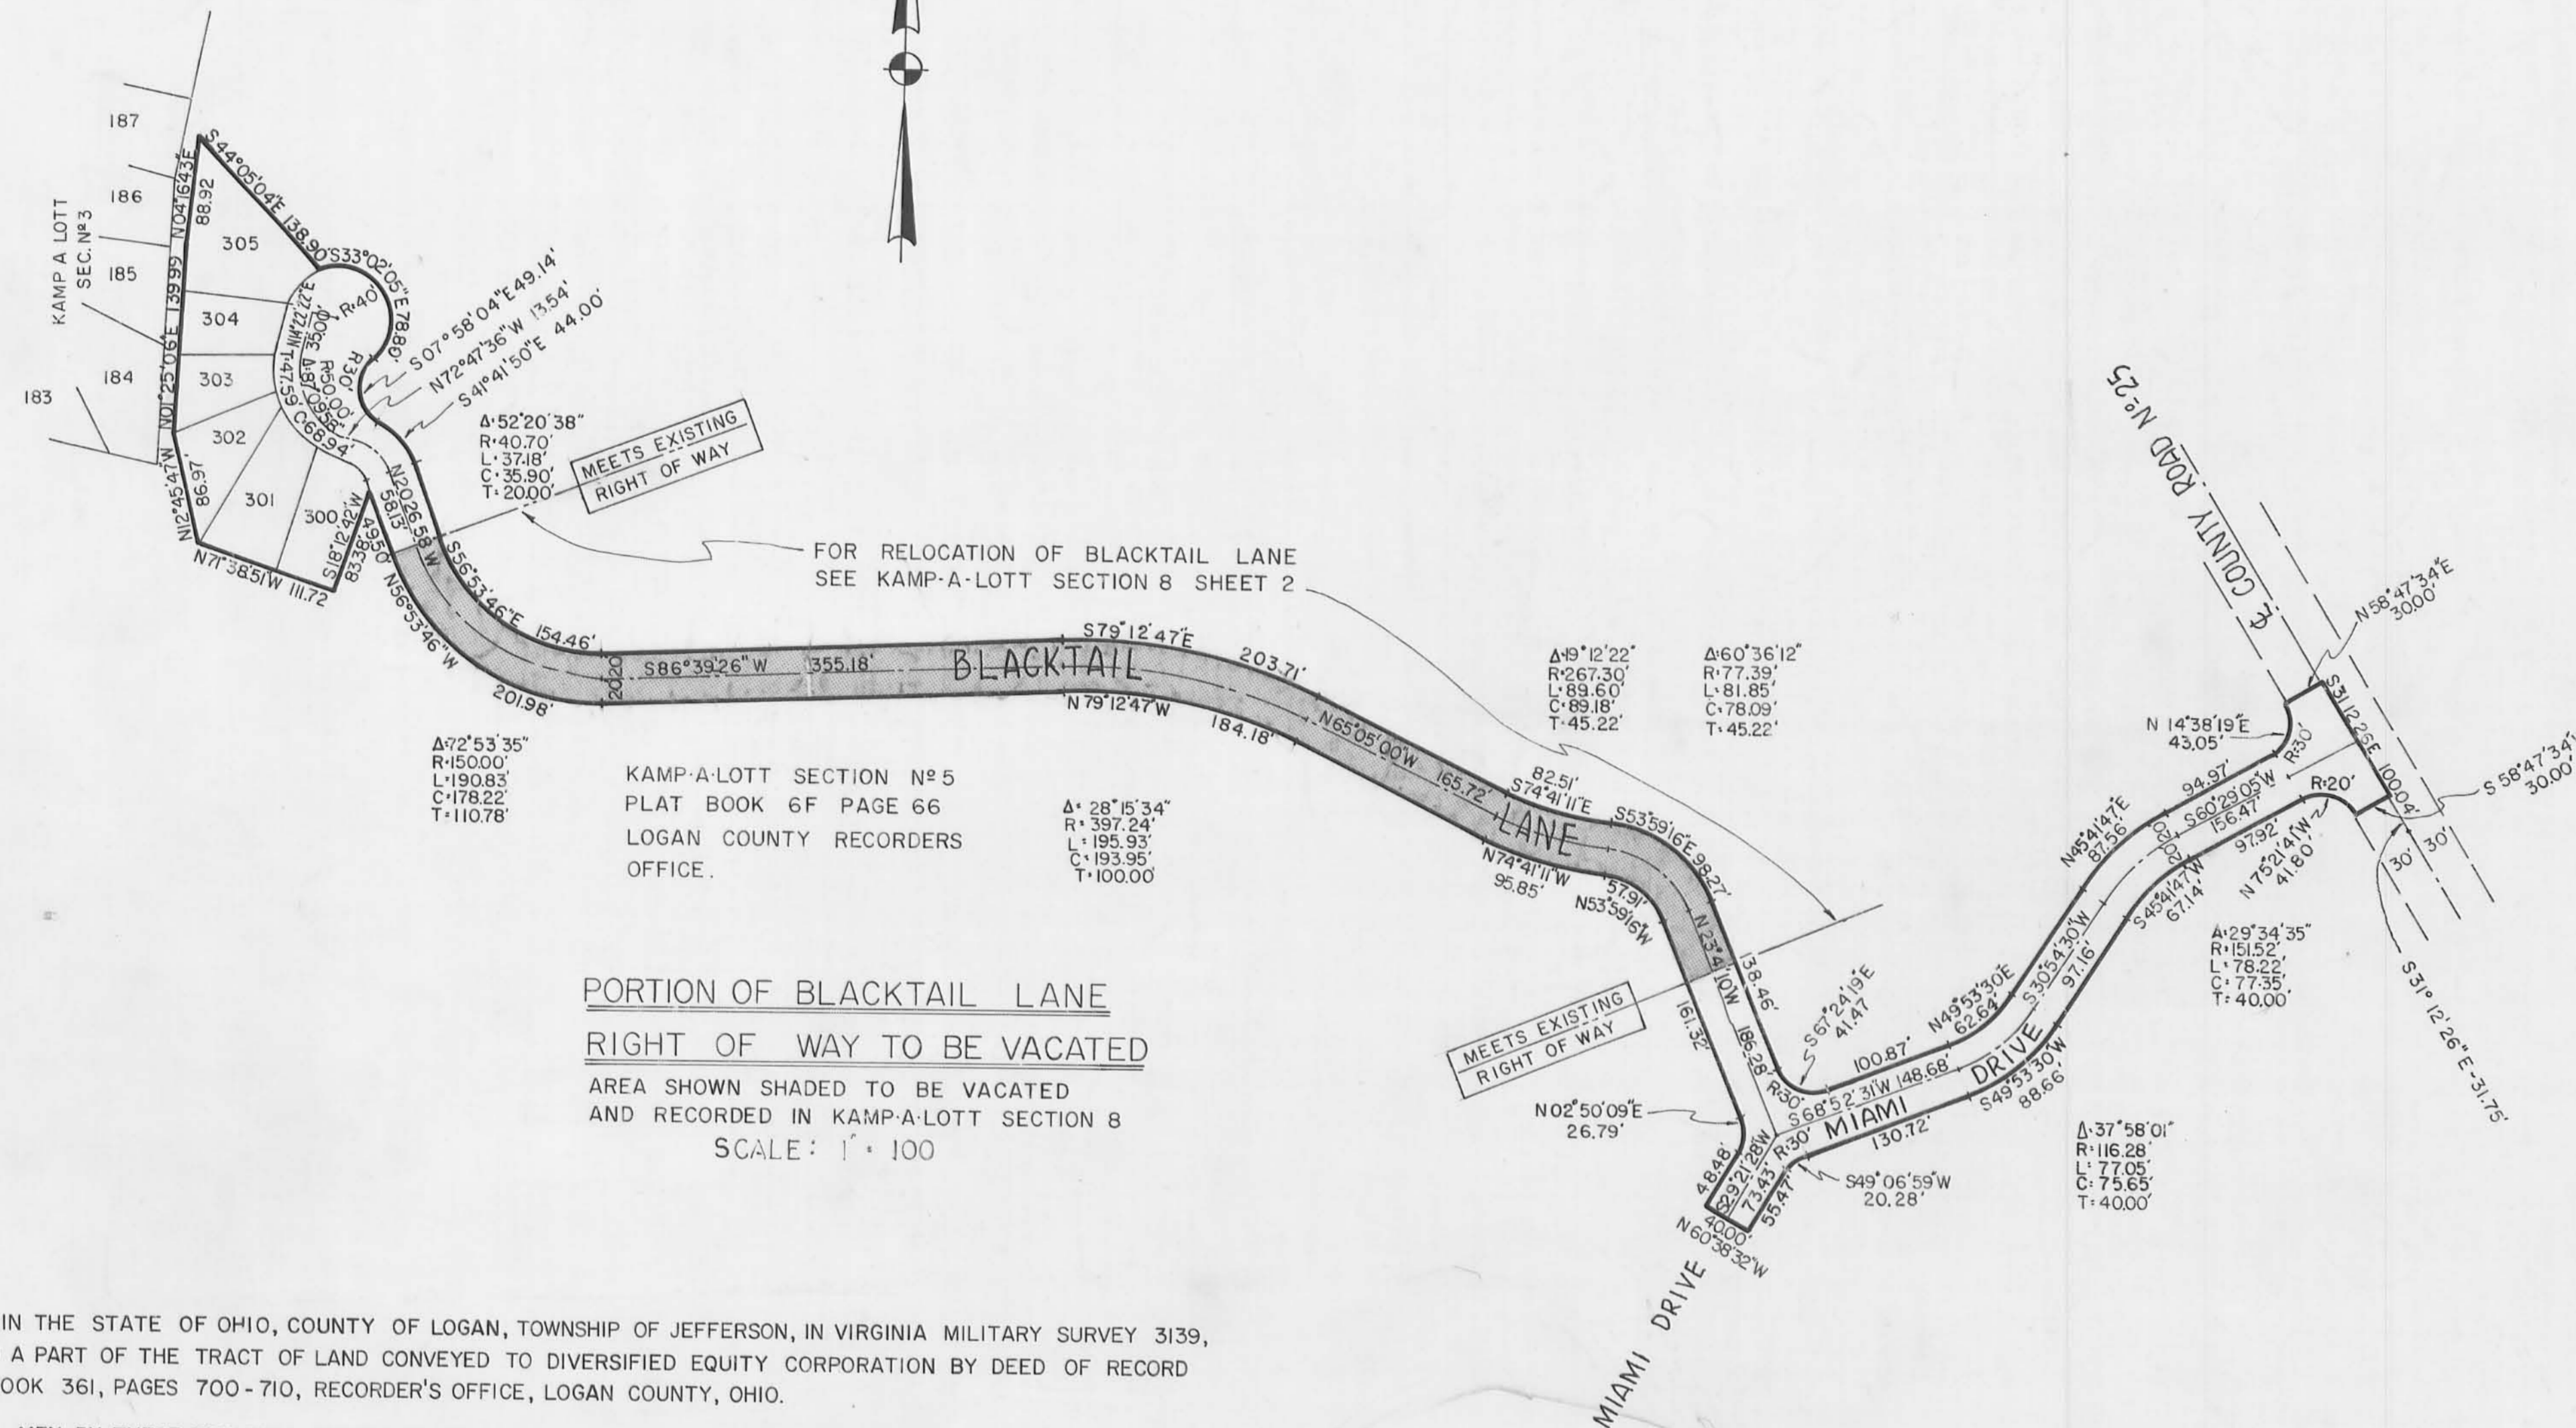 187
186
185
184
183
KAMP A LOTT
SEC. Nº3
305
304
303
302
301
300
N04°16'43"E
88.92
N01°25'06"E 139.99
N12°45'47"W
86.97'
N71°38'51"W 111.72
S18°12'42"W
83.38'
49.50'
S44°05'04"E 138.90'
S33°02'05"E 78.80'
R·40'
R30'
R·50.00'
T·47.59' C·68.94'
S07°58'04"E 49.14'
N72°47'36"W 13.54'
S41°41'50"E 44.00'
Δ·52°20'38"
R·40.70'
L·37.18'
C·35.90'
T·20.00'
MEETS EXISTING
RIGHT OF WAY
N20°26'58"W
58.13'
FOR RELOCATION OF BLACKTAIL LANE
SEE KAMP-A-LOTT SECTION 8 SHEET 2
S56°53'46"E 154.46'
N56°53'46"W
201.98'
20 20
S86°39'26"W 355.18'
BLACKTAIL
S79°12'47"E 203.71'
N79°12'47"W
184.18'
N65°05'00"W 165.72'
LANE
82.51'
S74°41'11"E
S53°59'16"E 98.27'
N74°41'11"W
95.85'
57.91'
N53°59'16"W
Δ·72°53'35"
R·150.00'
L·190.83'
C·178.22'
T=110.78'
KAMP·A·LOTT SECTION Nº5
PLAT BOOK 6F PAGE 66
LOGAN COUNTY RECORDERS
OFFICE.
Δ· 28°15'34"
R· 397.24'
L· 195.93'
C· 193.95'
T·100.00'
Δ·19°12'22"
R·267.30'
L·89.60'
C·89.18'
T·45.22'
Δ·60°36'12"
R·77.39'
L·81.85'
C·78.09'
T·45.22'
PORTION OF BLACKTAIL LANE
RIGHT OF WAY TO BE VACATED
AREA SHOWN SHADED TO BE VACATED
AND RECORDED IN KAMP·A·LOTT SECTION 8
SCALE: 1" = 100
MEETS EXISTING
RIGHT OF WAY
N23°41'10"W
186.28'
138.46'
161.32'
S67°24'19"E
41.47
R·30'
N02°50'09"E
26.79'
48.48'
S29°21'28"W
73.43'
55.47'
40.00'
N60°38'32"W
R·30'
S49°06'59"W
20.28'
100.87'
S68°52'31"W 148.68'
MIAMI DRIVE
130.72'
N49°53'30"E
62.64'
S49°53'30"W
88.66'
S30°54'30"W
97.16'
N45°41'47"E
87.56'
S45°41'47"W
67.14'
20 20
94.97'
S60°29'05"W
156.47'
97.92'
R·30'
R·20'
N75°21'41"W
41.80'
N 14°38'19"E
43.05'
N58°47'34"E
30.00'
S31°12'26"E 100.04'
S58°47'34"
30.00'
30' 30'
S31°12'26"E-31.75'
℄ COUNTY ROAD Nº 25
Δ·29°34'35"
R·151.52'
L· 78.22'
C· 77.35'
T· 40.00'
Δ·37°58'01"
R·116.28'
L· 77.05'
C· 75.65'
T· 40.00'
MIAMI DRIVE
IN THE STATE OF OHIO, COUNTY OF LOGAN, TOWNSHIP OF JEFFERSON, IN VIRGINIA MILITARY SURVEY 3139,
A PART OF THE TRACT OF LAND CONVEYED TO DIVERSIFIED EQUITY CORPORATION BY DEED OF RECORD
OOK 361, PAGES 700-710, RECORDER'S OFFICE, LOGAN COUNTY, OHIO.